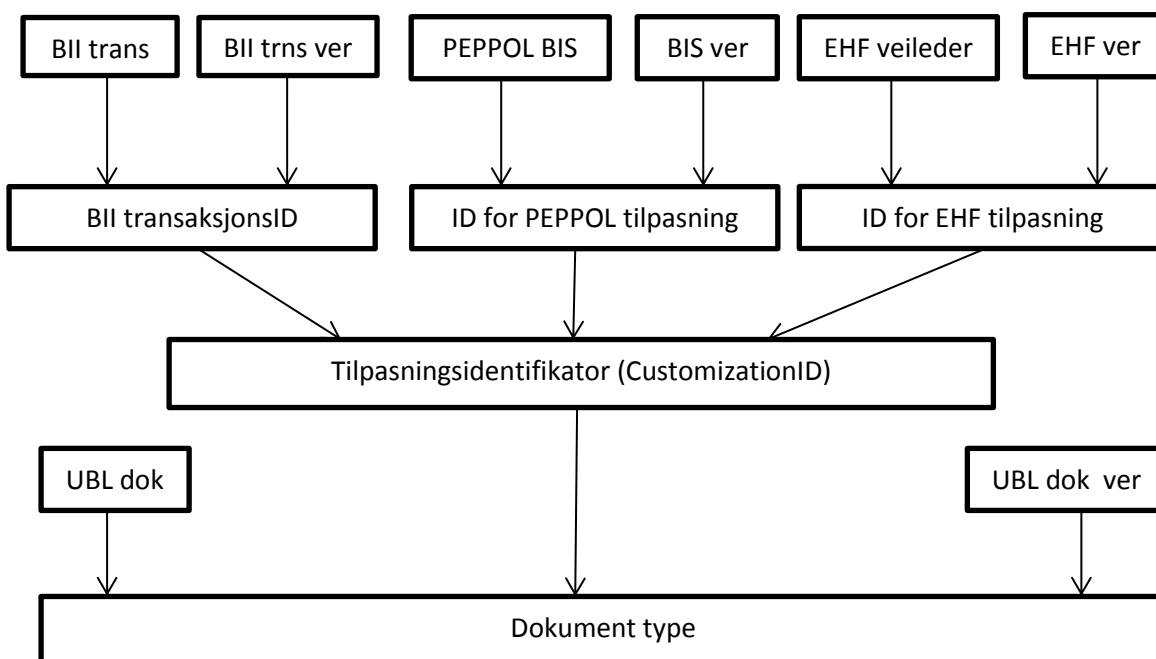 BII trans
BII trns ver
PEPPOL BIS
BIS ver
EHF veileder
EHF ver
BII transaksjonsID
ID for PEPPOL tilpasning
ID for EHF tilpasning
Tilpasningsidentifikator (CustomizationID)
UBL dok
UBL dok  ver
Dokument type